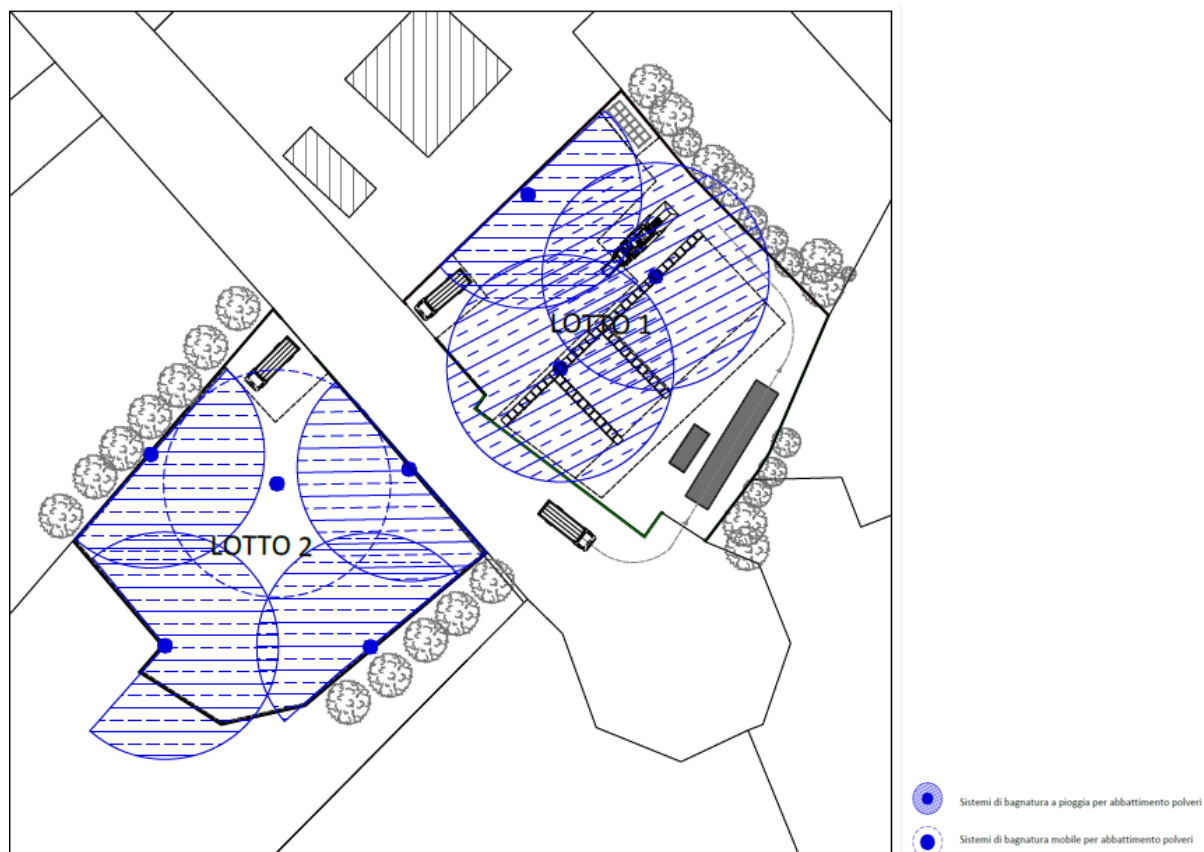 LOTTO 1
LOTTO 2
Sistemi di bagnatura a pioggia per abbattimento polveri
Sistemi di bagnatura mobile per abbattimento polveri